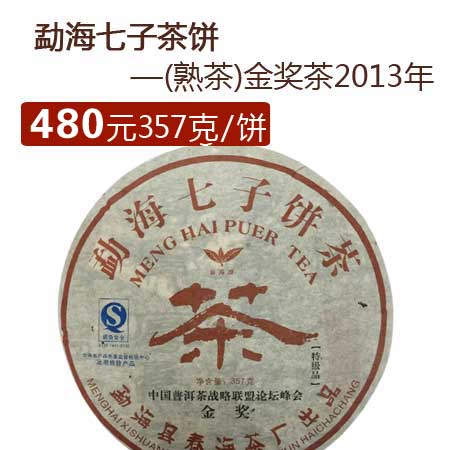 勐海七子茶饼
—(熟茶)金奖茶2013年
480元357克/饼
勐海七子饼茶
MENG HAI PUER TEA
茶
【特级品】
净含量：357克
中国普洱茶战略联盟论坛峰会
金奖
勐海县春海茶厂出品